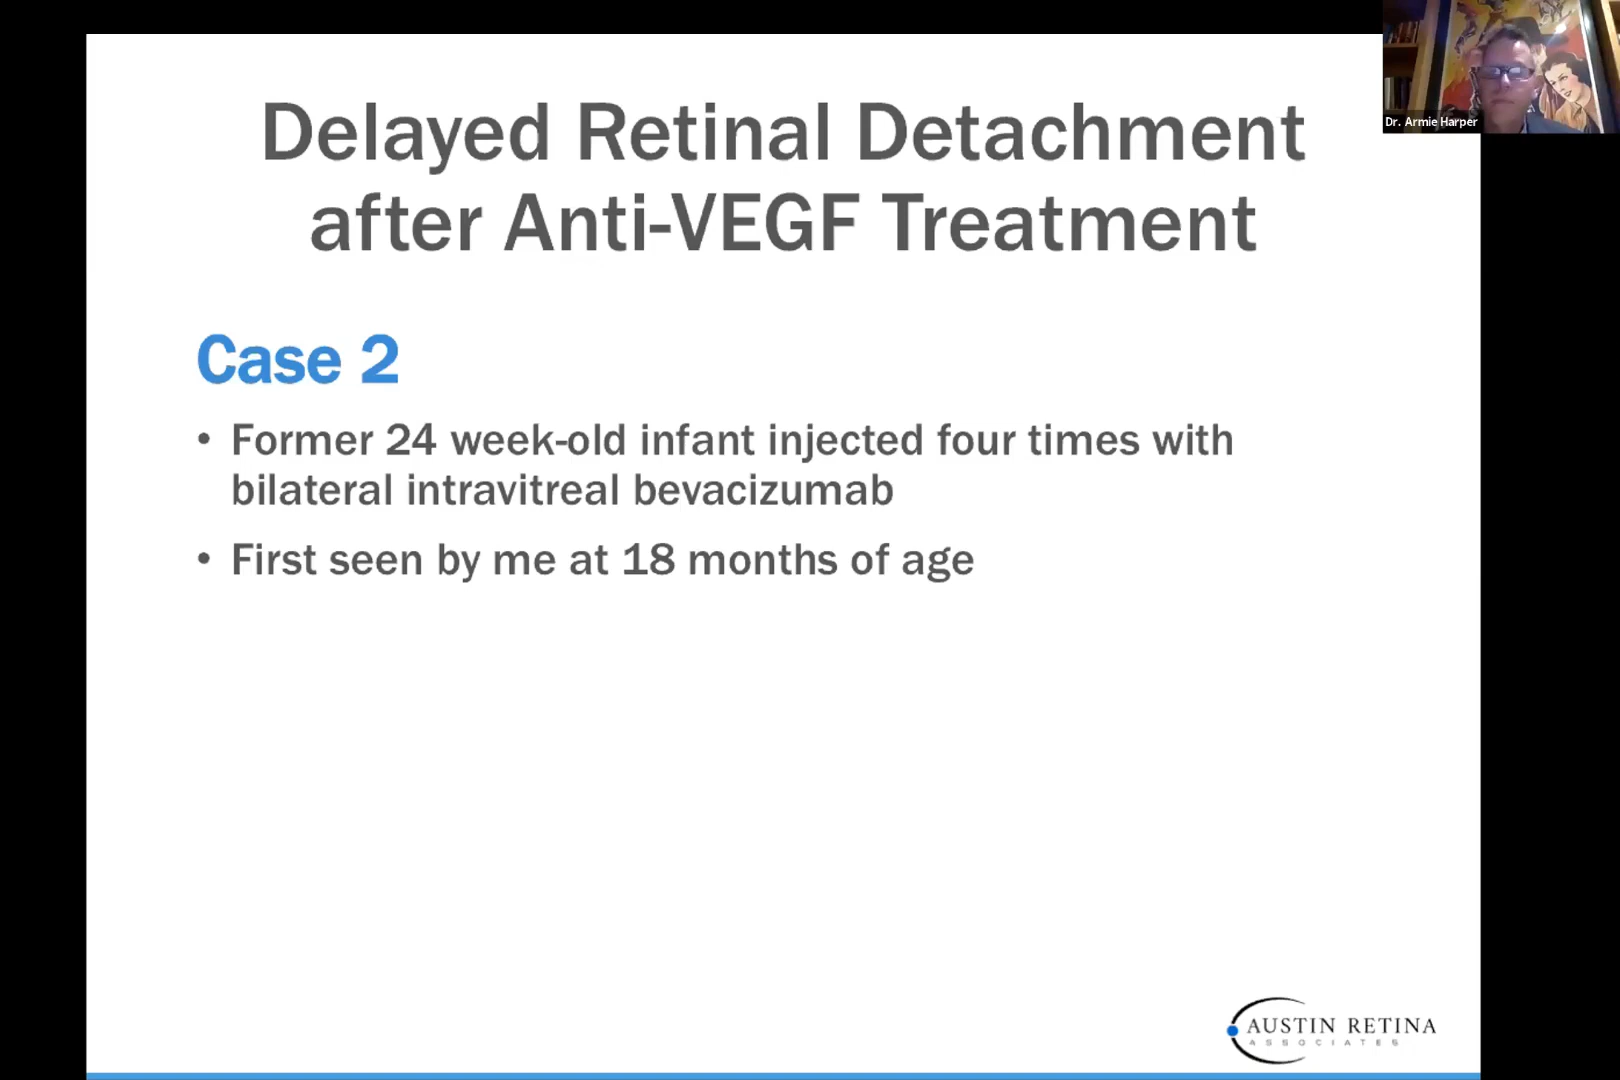 Delayed Retinal Detachment
after Anti-VEGF Treatment
Case 2
• Former 24 week-old infant injected four times with
bilateral intravitreal bevacizumab
• First seen by me at 18 months of age
Dr. Armie Harper
AUSTIN RETINA
ASSOCIATES